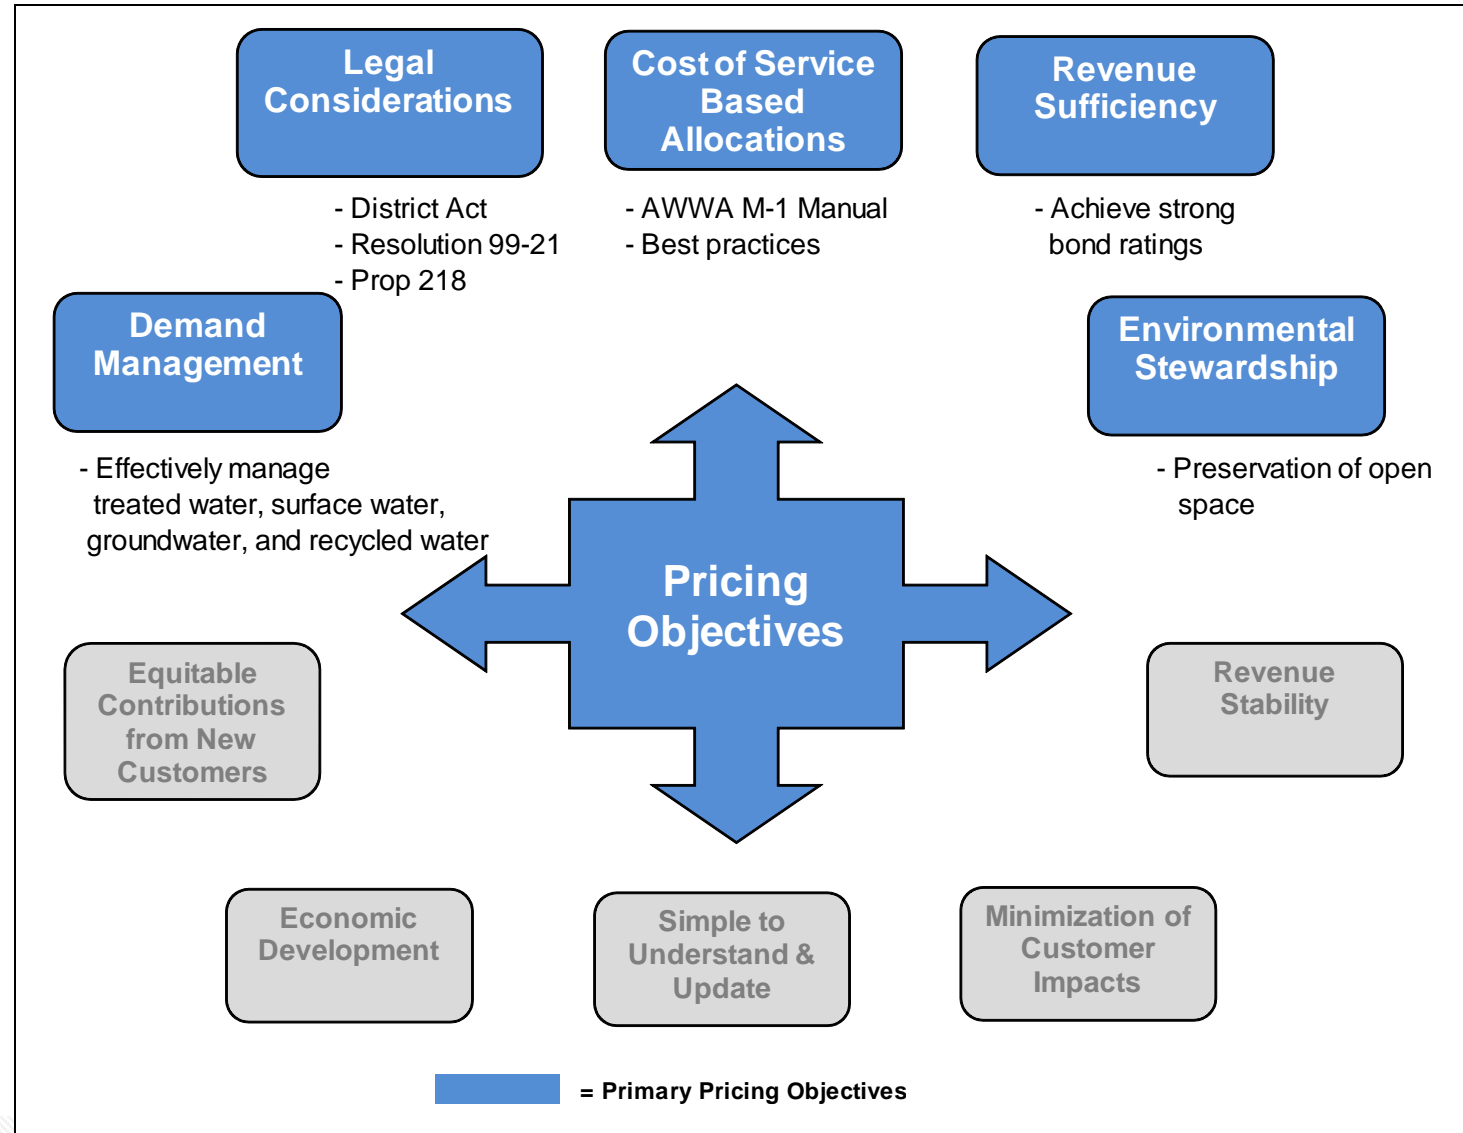 Legal
Considerations
Cost of Service
Based
Allocations
Revenue
Sufficiency
- District Act
- Resolution 99-21
- Prop 218
- AWWA M-1 Manual
- Best practices
- Achieve strong
bond ratings
Demand
Management
Environmental
Stewardship
- Effectively manage
treated water, surface water,
groundwater, and recycled water
- Preservation of open
space
Pricing
Objectives
Equitable
Contributions
from New
Customers
Revenue
Stability
Economic
Development
Simple to
Understand &
Update
Minimization of
Customer
Impacts
= Primary Pricing Objectives